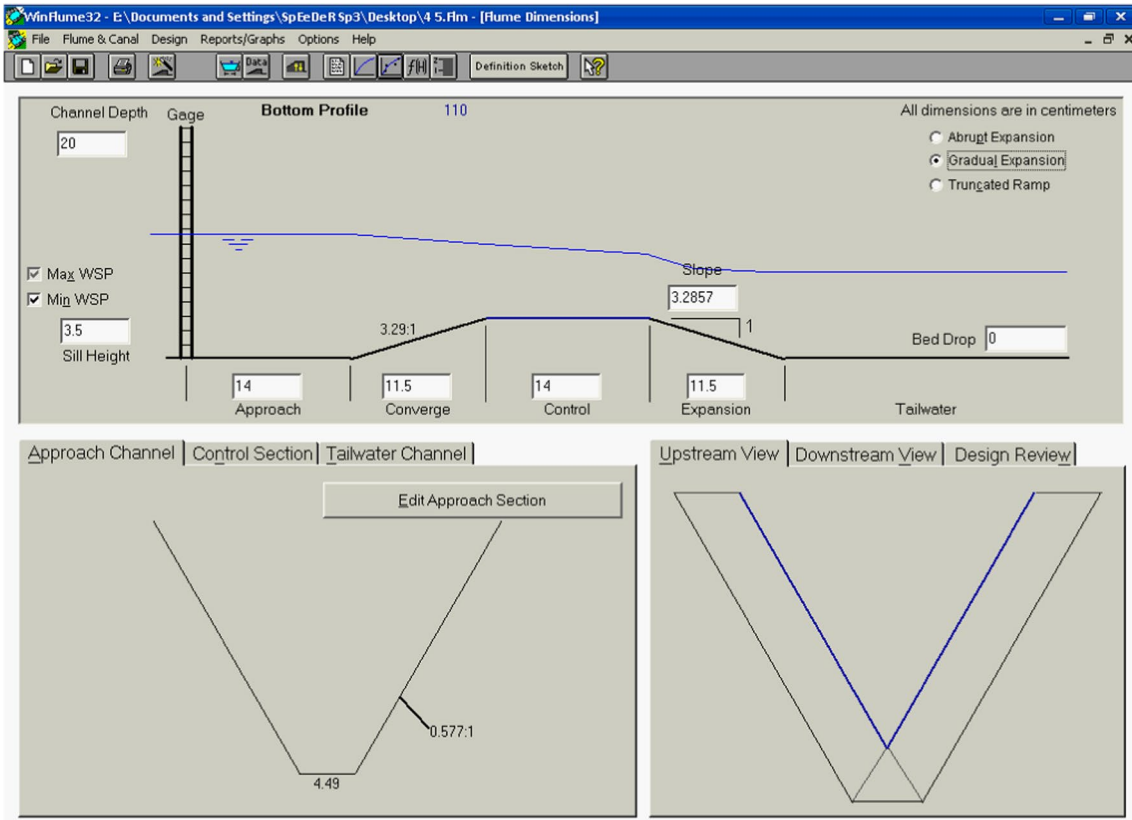 WinFlume32 - E:\Documents and Settings\SpEeDeR Sp3\Desktop\4 5.Flm - [Flume Dimensions]
File Flume & Canal Design Reports/Graphs Options Help
Data f(H) Definition Sketch
Channel Depth Gage Bottom Profile 110 All dimensions are in centimeters
20
Abrupt Expansion
Gradual Expansion
Truncated Ramp
Max WSP
Min WSP
Slope
3.2857
3.5
Sill Height
3.29:1
1
Bed Drop 0
14 11.5 14 11.5
Approach Converge Control Expansion Tailwater
Approach Channel Control Section Tailwater Channel
Upstream View Downstream View Design Review
Edit Approach Section
0.577:1
4.49